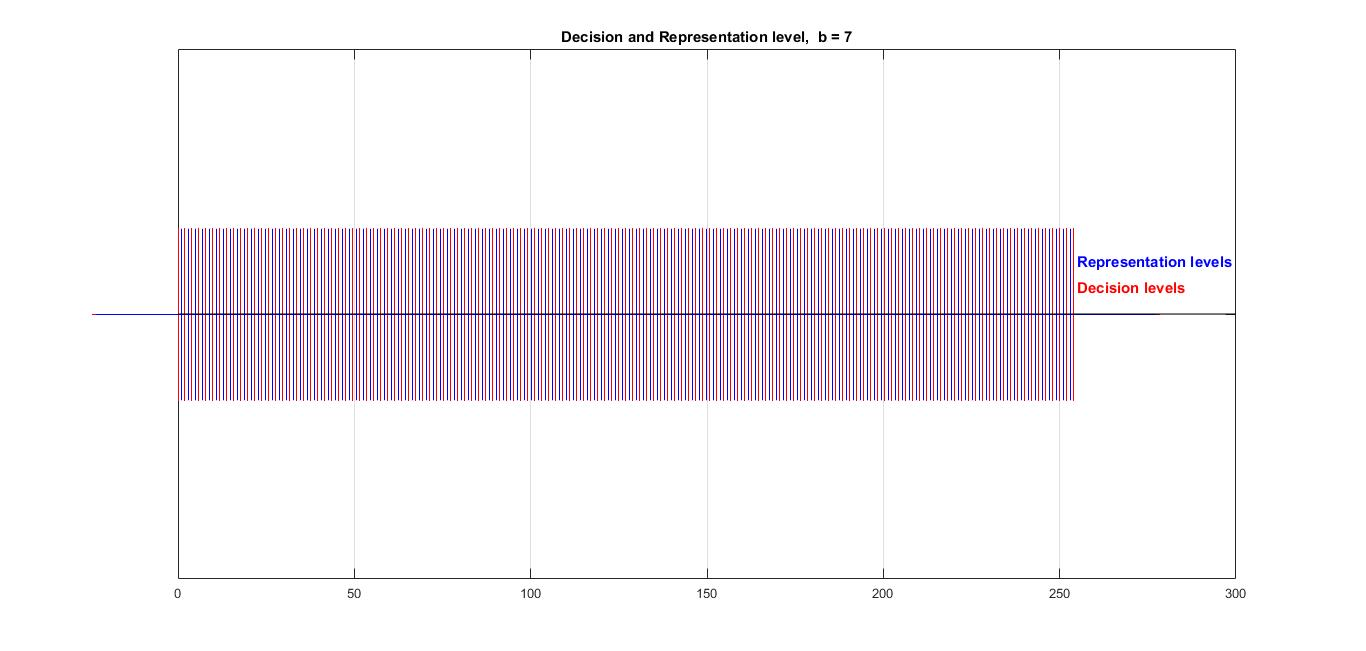 Decision and Representation level,  b = 7
Representation levels
Decision levels
0 50 100 150 200 250 300